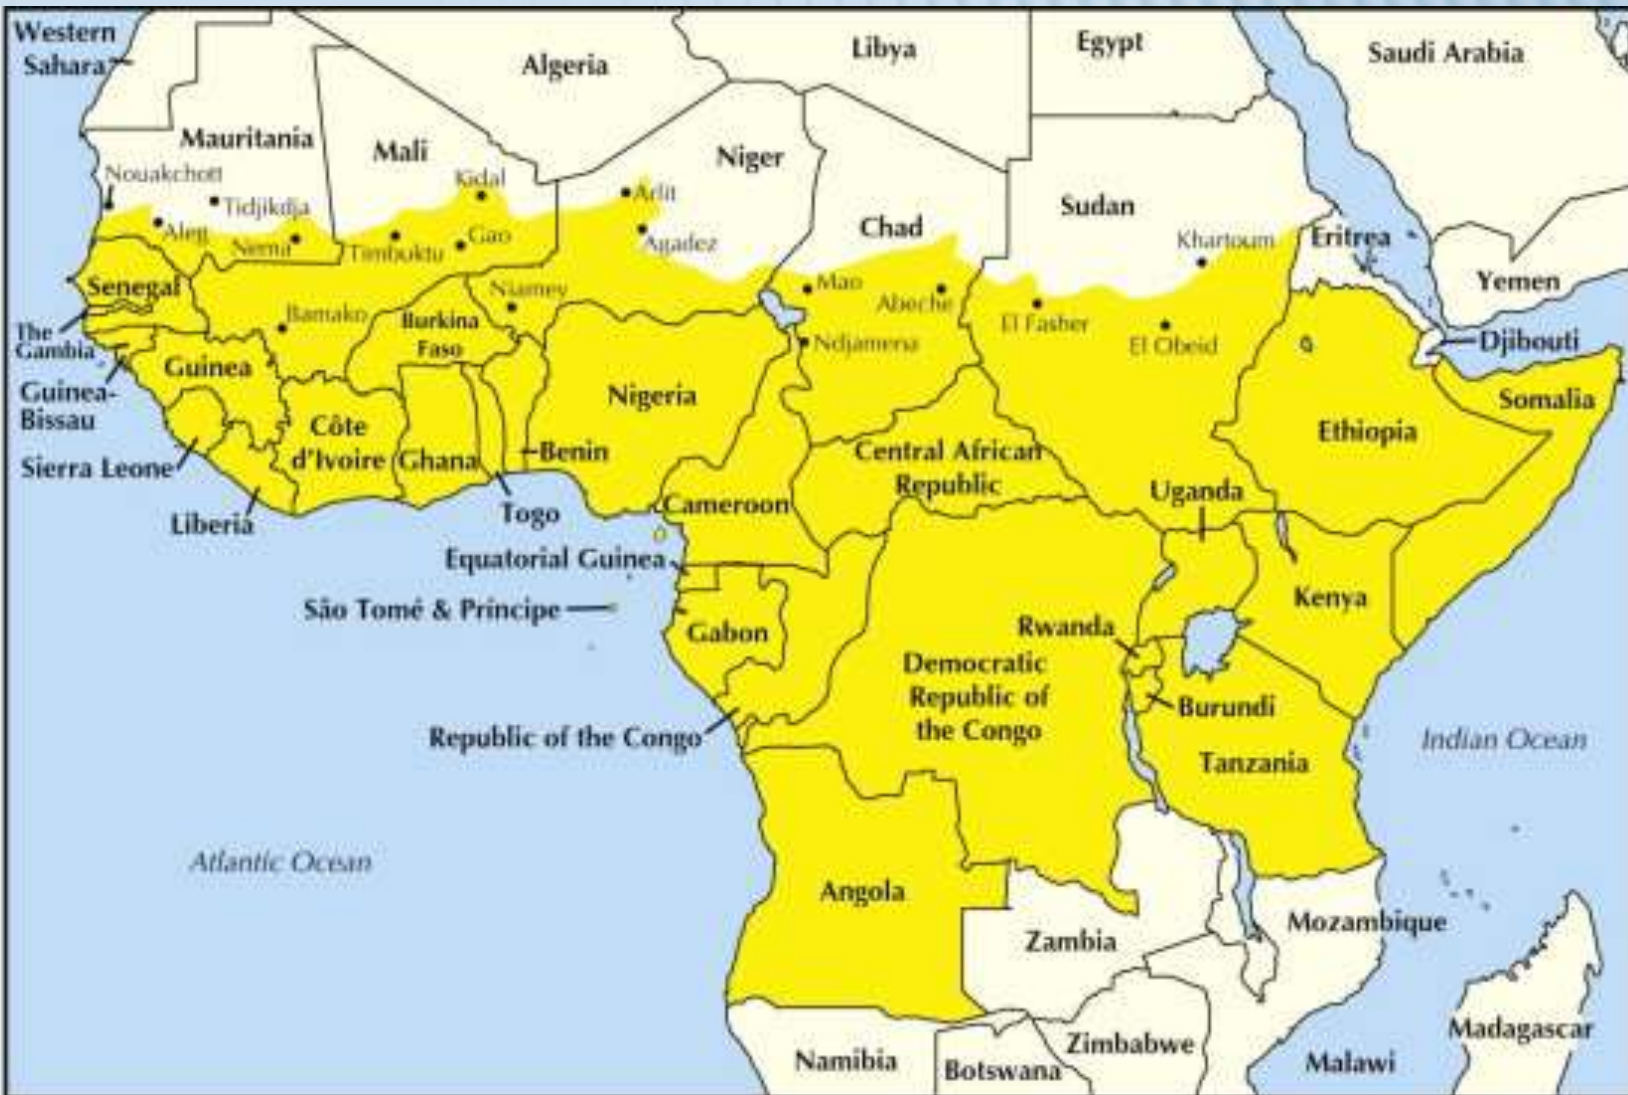 Western
Sahara
Algeria
Libya
Egypt
Saudi Arabia
Mauritania
Mali
Niger
Nouakchott
Kidal
Arlit
Tidjikdja
Chad
Sudan
Aleg
Nema
Timbuktu
Gao
Agadez
Khartoum
Eritrea
Yemen
Senegal
Niamey
Mao
Abeche
The
Gambia
Bamako
Burkina
Faso
Ndjamena
El Fasher
El Obeid
Djibouti
Guinea
Guinea-
Bissau
Nigeria
Somalia
Côte
d'Ivoire
Ghana
Benin
Ethiopia
Sierra Leone
Central African
Republic
Liberia
Togo
Cameroon
Uganda
Equatorial Guinea
São Tomé & Príncipe
Gabon
Kenya
Rwanda
Democratic
Republic of
the Congo
Burundi
Republic of the Congo
Tanzania
Indian Ocean
Atlantic Ocean
Angola
Zambia
Mozambique
Namibia
Botswana
Zimbabwe
Malawi
Madagascar